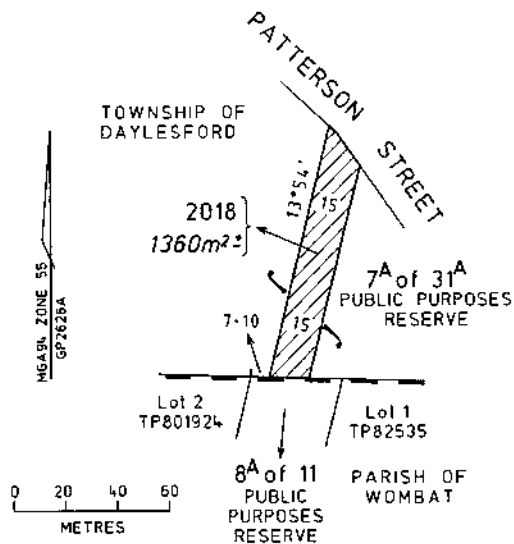 PATTERSON
STREET
TOWNSHIP OF
DAYLESFORD
13°54'
15
2018
1360m² ±
7A of 31A
PUBLIC PURPOSES
RESERVE
MGA94 ZONE 55
GP2626A
7·10
15
Lot 2
TP801924
Lot 1
TP82535
8A of 11
PUBLIC
PURPOSES
RESERVE
PARISH OF
WOMBAT
0 20 40 60
METRES